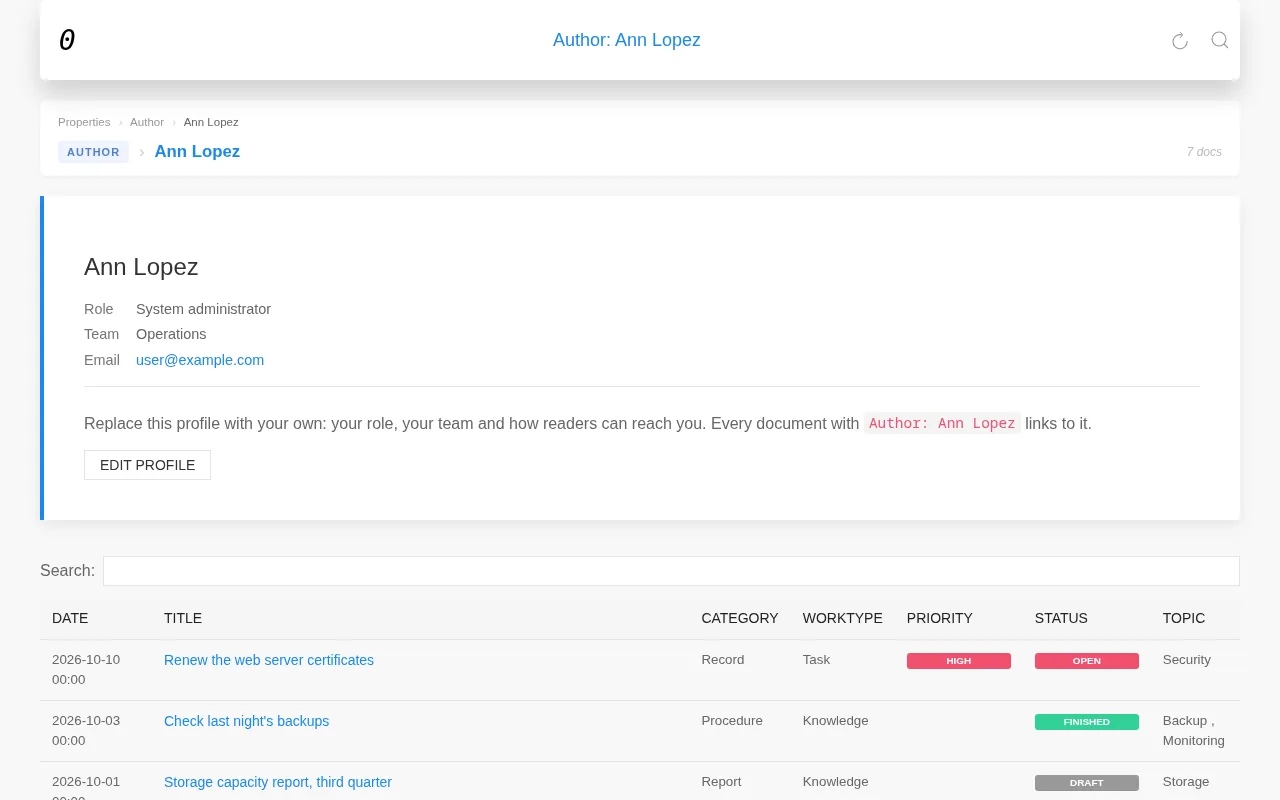 0
Author: Ann Lopez
Properties › Author › Ann Lopez
AUTHOR › Ann Lopez
7 docs
Ann Lopez
Role System administrator
Team Operations
Email user@example.com
Replace this profile with your own: your role, your team and how readers can reach you. Every document with Author: Ann Lopez links to it.
EDIT PROFILE
Search:
DATE TITLE CATEGORY WORKTYPE PRIORITY STATUS TOPIC
2026-10-10 Renew the web server certificates Record Task HIGH OPEN Security
00:00
2026-10-03 Check last night's backups Procedure Knowledge FINISHED Backup ,
00:00 Monitoring
2026-10-01 Storage capacity report, third quarter Report Knowledge DRAFT Storage
00:00